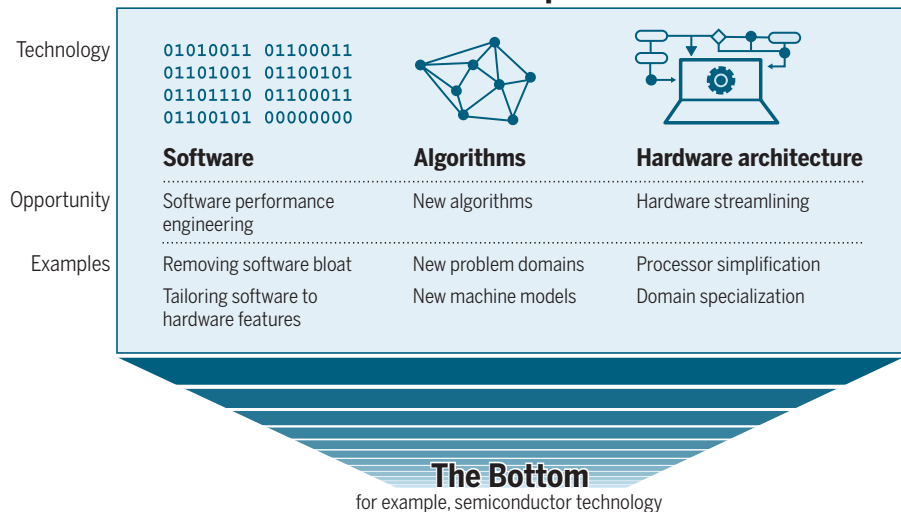 Technology
01010011 01100011
01101001 01100101
01101110 01100011
01100101 00000000
Software
Algorithms
Hardware architecture
Opportunity
Software performance
engineering
New algorithms
Hardware streamlining
Examples
Removing software bloat
New problem domains
Processor simplification
Tailoring software to
hardware features
New machine models
Domain specialization
The Bottom
for example, semiconductor technology